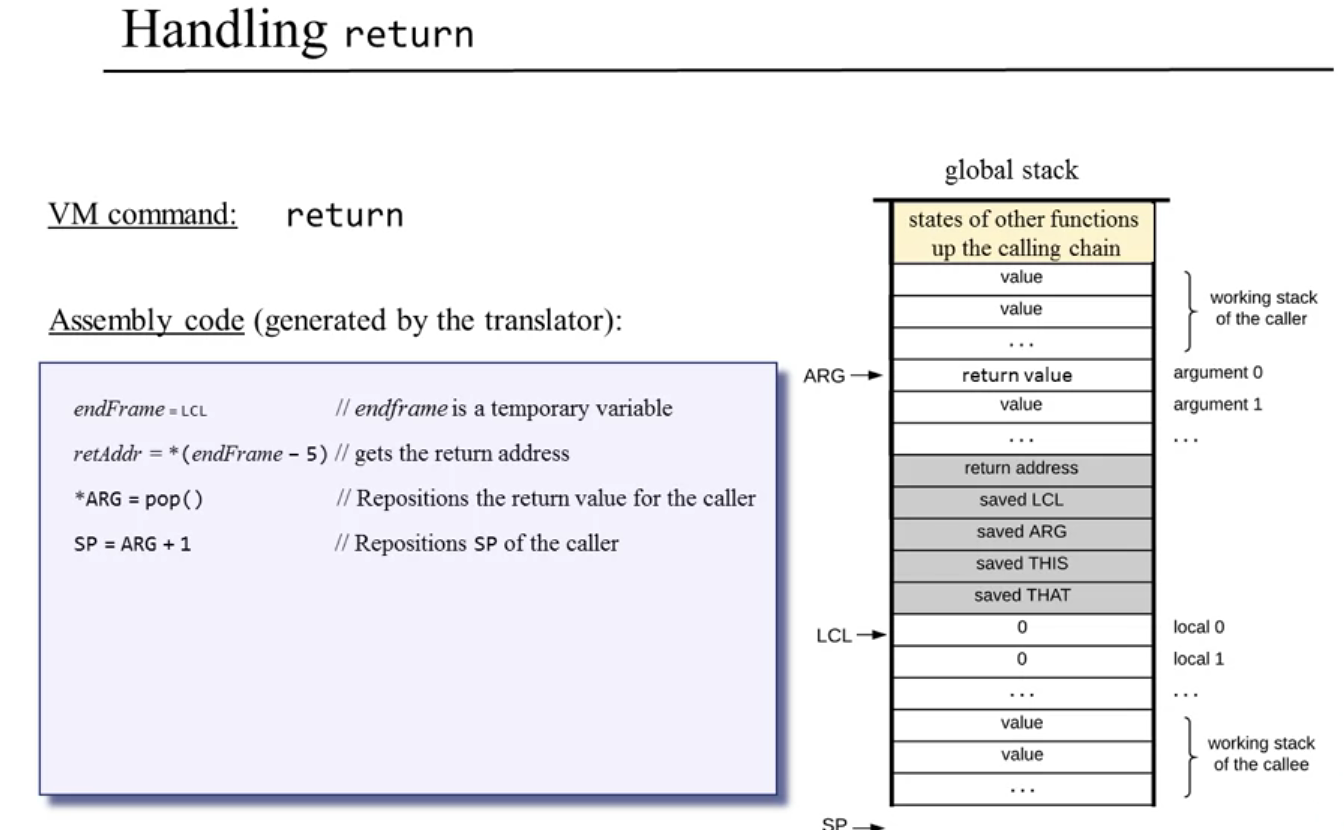 Handling return
VM command: return
Assembly code (generated by the translator):
endFrame = LCL // endframe is a temporary variable
retAddr = *(endFrame – 5) // gets the return address
*ARG = pop() // Repositions the return value for the caller
SP = ARG + 1 // Repositions SP of the caller
global stack
states of other functions
up the calling chain
value
value
...
working stack
of the caller
ARG
return value
argument 0
value
argument 1
...
...
return address
saved LCL
saved ARG
saved THIS
saved THAT
LCL
0
local 0
0
local 1
...
...
value
value
...
working stack
of the callee
SP